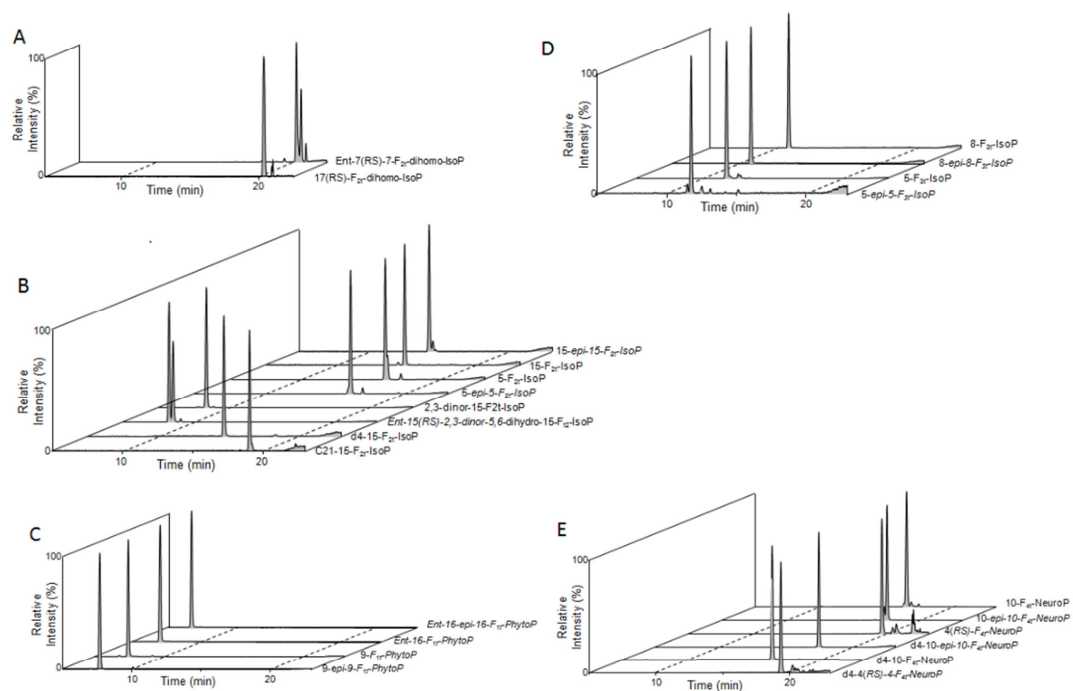 A
100
Relative
Intensity (%)
0
10
20
Time (min)
Ent-7(RS)-7-F2t-dihomo-IsoP
17(RS)-F2t-dihomo-IsoP
B
100
Relative
Intensity (%)
0
10
20
Time (min)
15-epi-15-F2t-IsoP
15-F2t-IsoP
5-F2t-IsoP
5-epi-5-F2t-IsoP
2,3-dinor-15-F2t-IsoP
Ent-15(RS)-2,3-dinor-5,6-dihydro-15-F2t-IsoP
d4-15-F2t-IsoP
C21-15-F2t-IsoP
C
100
Relative
Intensity (%)
0
10
20
Time (min)
Ent-16-epi-16-F1t-PhytoP
Ent-16-F1t-PhytoP
9-F1t-PhytoP
9-epi-9-F1t-PhytoP
D
100
Relative
Intensity (%)
0
10
20
Time (min)
8-F3t-IsoP
8-epi-8-F3t-IsoP
5-F3t-IsoP
5-epi-5-F3t-IsoP
E
100
Relative
Intensity (%)
0
10
20
Time (min)
10-F4t-NeuroP
10-epi-10-F4t-NeuroP
4(RS)-F4t-NeuroP
d4-10-epi-10-F4t-NeuroP
d4-10-F4t-NeuroP
d4-4(RS)-4-F4t-NeuroP